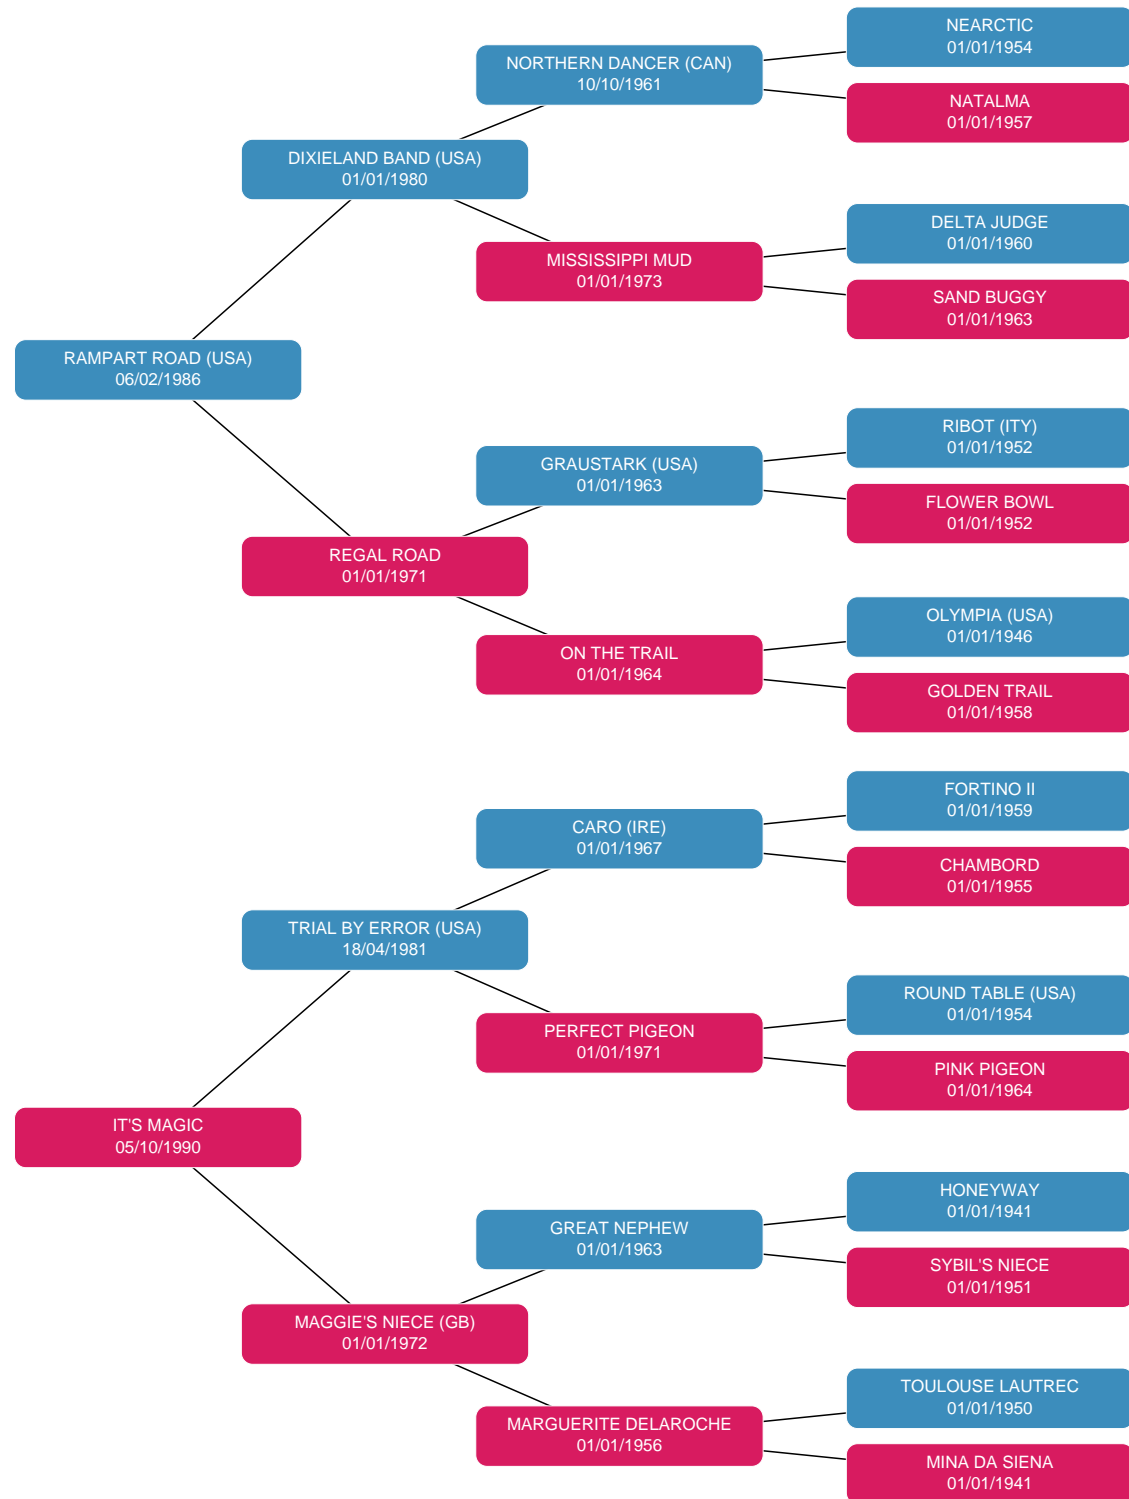 NEARCTIC
01/01/1954
NORTHERN DANCER (CAN)
10/10/1961
NATALMA
01/01/1957
DIXIELAND BAND (USA)
01/01/1980
DELTA JUDGE
01/01/1960
MISSISSIPPI MUD
01/01/1973
SAND BUGGY
01/01/1963
RAMPART ROAD (USA)
06/02/1986
RIBOT (ITY)
01/01/1952
GRAUSTARK (USA)
01/01/1963
FLOWER BOWL
01/01/1952
REGAL ROAD
01/01/1971
OLYMPIA (USA)
01/01/1946
ON THE TRAIL
01/01/1964
GOLDEN TRAIL
01/01/1958
FORTINO II
01/01/1959
CARO (IRE)
01/01/1967
CHAMBORD
01/01/1955
TRIAL BY ERROR (USA)
18/04/1981
ROUND TABLE (USA)
01/01/1954
PERFECT PIGEON
01/01/1971
PINK PIGEON
01/01/1964
IT'S MAGIC
05/10/1990
HONEYWAY
01/01/1941
GREAT NEPHEW
01/01/1963
SYBIL'S NIECE
01/01/1951
MAGGIE'S NIECE (GB)
01/01/1972
TOULOUSE LAUTREC
01/01/1950
MARGUERITE DELAROCHE
01/01/1956
MINA DA SIENA
01/01/1941